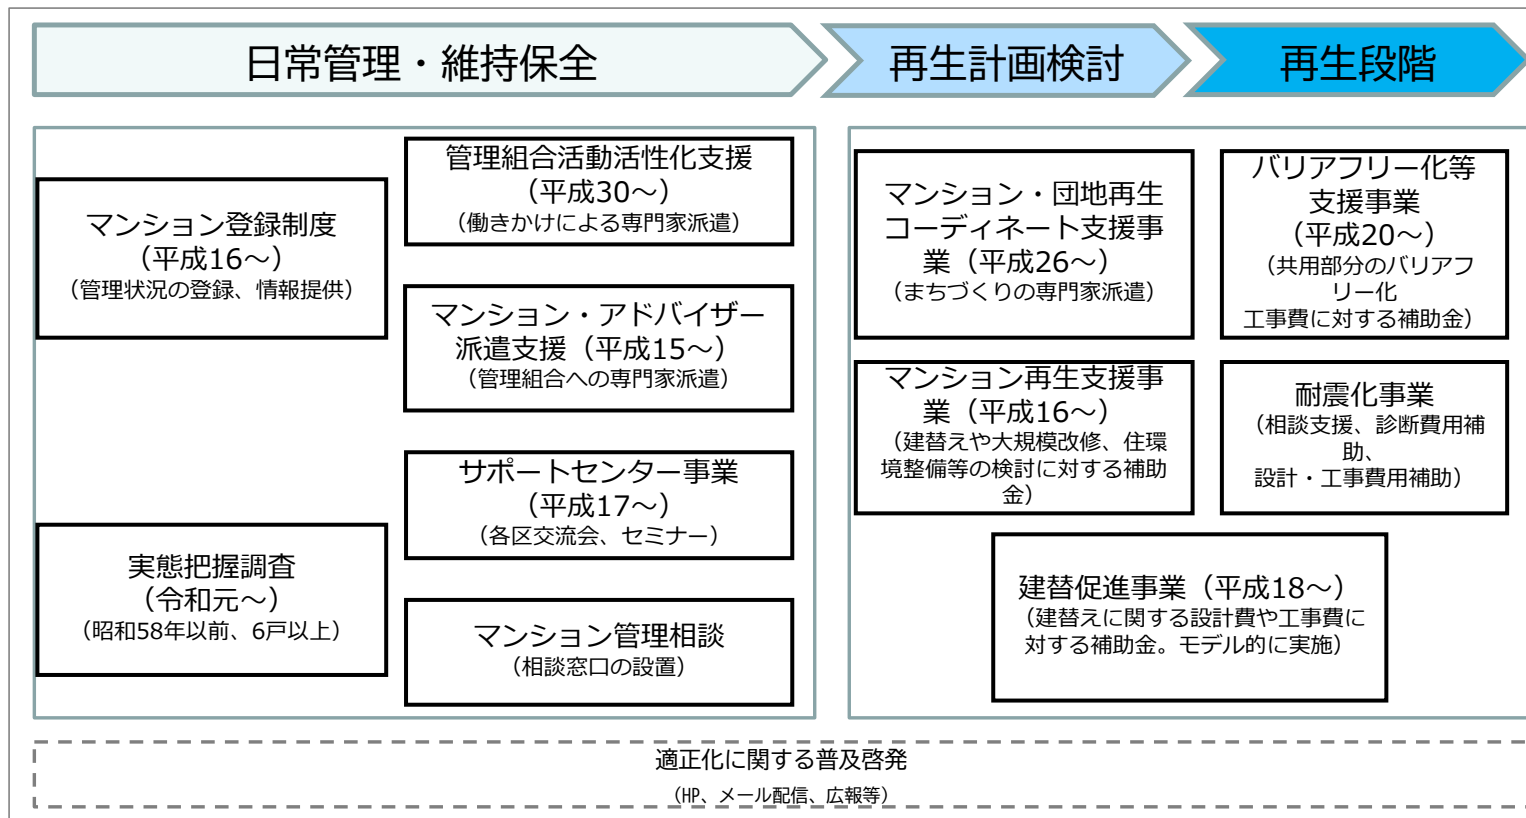 日常管理・維持保全
再生計画検討
再生段階
マンション登録制度
（平成16～）
（管理状況の登録、情報提供）
実態把握調査
（令和元～）
（昭和58年以前、6戸以上）
管理組合活動活性化支援
（平成30～）
（働きかけによる専門家派遣）
マンション・アドバイザー
派遣支援（平成15～）
（管理組合への専門家派遣）
サポートセンター事業
（平成17～）
（各区交流会、セミナー）
マンション管理相談
（相談窓口の設置）
マンション・団地再生
コーディネート支援事
業（平成26～）
（まちづくりの専門家派遣）
マンション再生支援事
業（平成16～）
（建替えや大規模改修、住環
境整備等の検討に対する補助
金）
バリアフリー化等
支援事業
（平成20～）
（共用部分のバリアフ
リー化
工事費に対する補助金）
耐震化事業
（相談支援、診断費用補
助、
設計・工事費用補助）
建替促進事業（平成18～）
（建替えに関する設計費や工事費に
対する補助金。モデル的に実施）
適正化に関する普及啓発
（HP、メール配信、広報等）